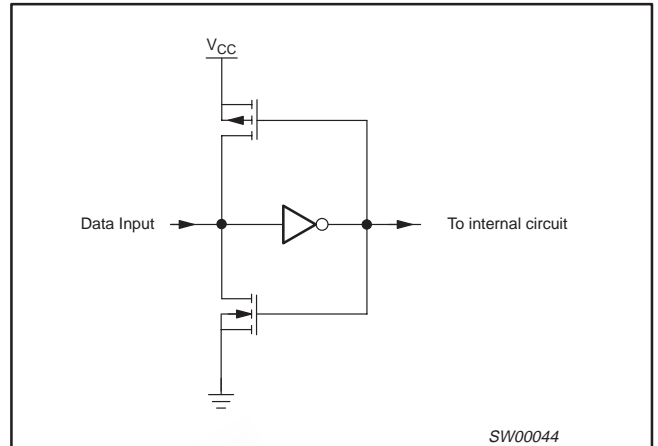 VCC
Data Input
To internal circuit
SW00044